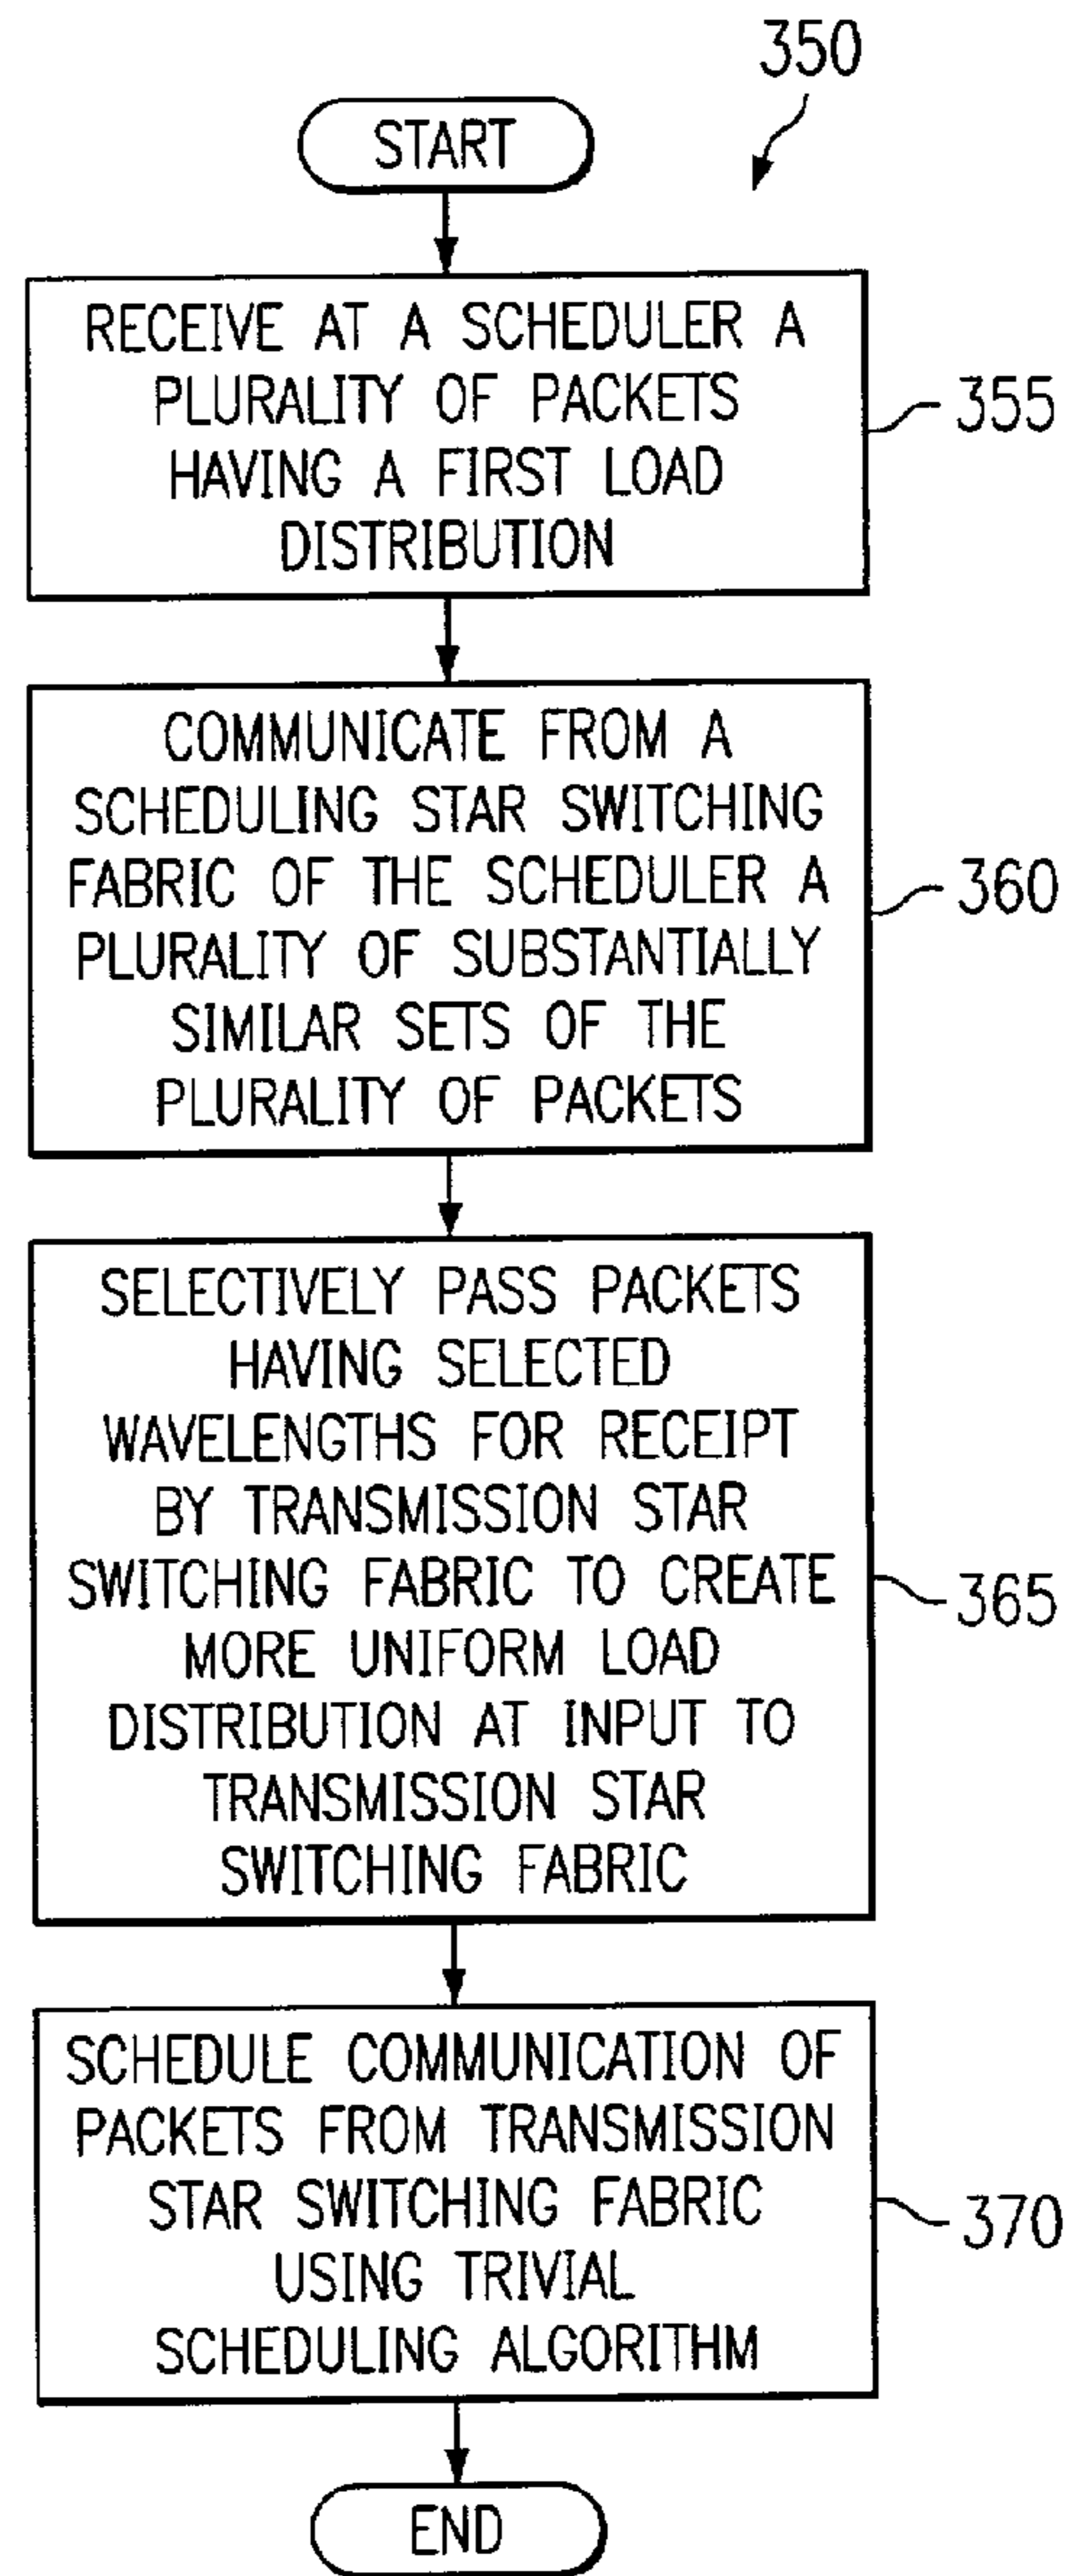 350
START
RECEIVE AT A SCHEDULER A
PLURALITY OF PACKETS
HAVING A FIRST LOAD
DISTRIBUTION
355
COMMUNICATE FROM A
SCHEDULING STAR SWITCHING
FABRIC OF THE SCHEDULER A
PLURALITY OF SUBSTANTIALLY
SIMILAR SETS OF THE
PLURALITY OF PACKETS
360
SELECTIVELY PASS PACKETS
HAVING SELECTED
WAVELENGTHS FOR RECEIPT
BY TRANSMISSION STAR
SWITCHING FABRIC TO CREATE
MORE UNIFORM LOAD
DISTRIBUTION AT INPUT TO
TRANSMISSION STAR
SWITCHING FABRIC
365
SCHEDULE COMMUNICATION OF
PACKETS FROM TRANSMISSION
STAR SWITCHING FABRIC
USING TRIVIAL
SCHEDULING ALGORITHM
370
END